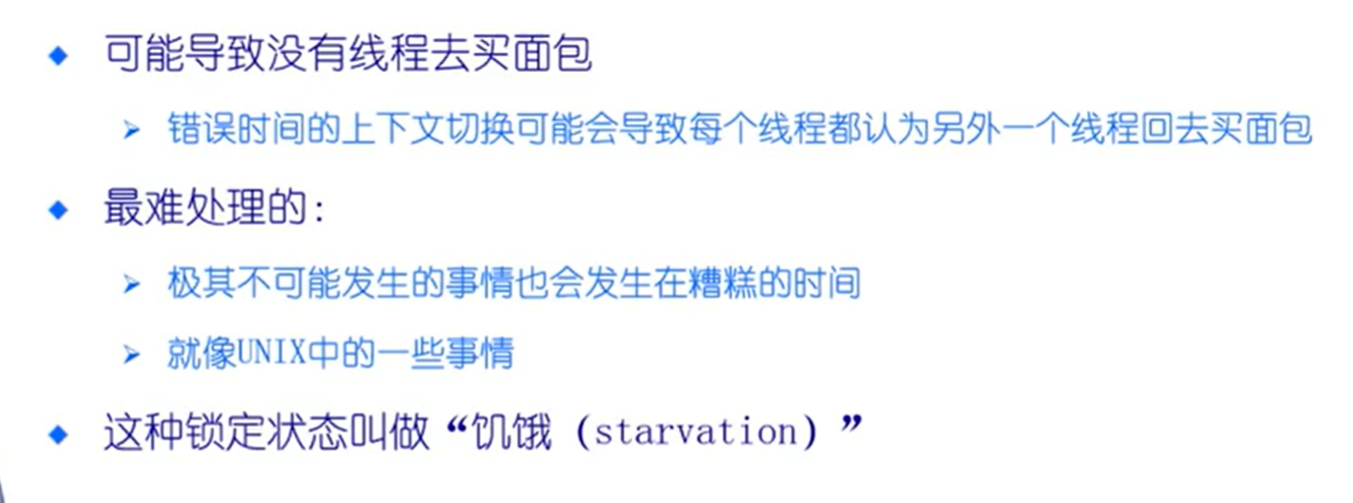 可能导致没有线程去买面包
错误时间的上下文切换可能会导致每个线程都认为另外一个线程回去买面包
最难处理的：
极其不可能发生的事情也会发生在糟糕的时间
就像UNIX中的一些事情
这种锁定状态叫做“饥饿（starvation）”